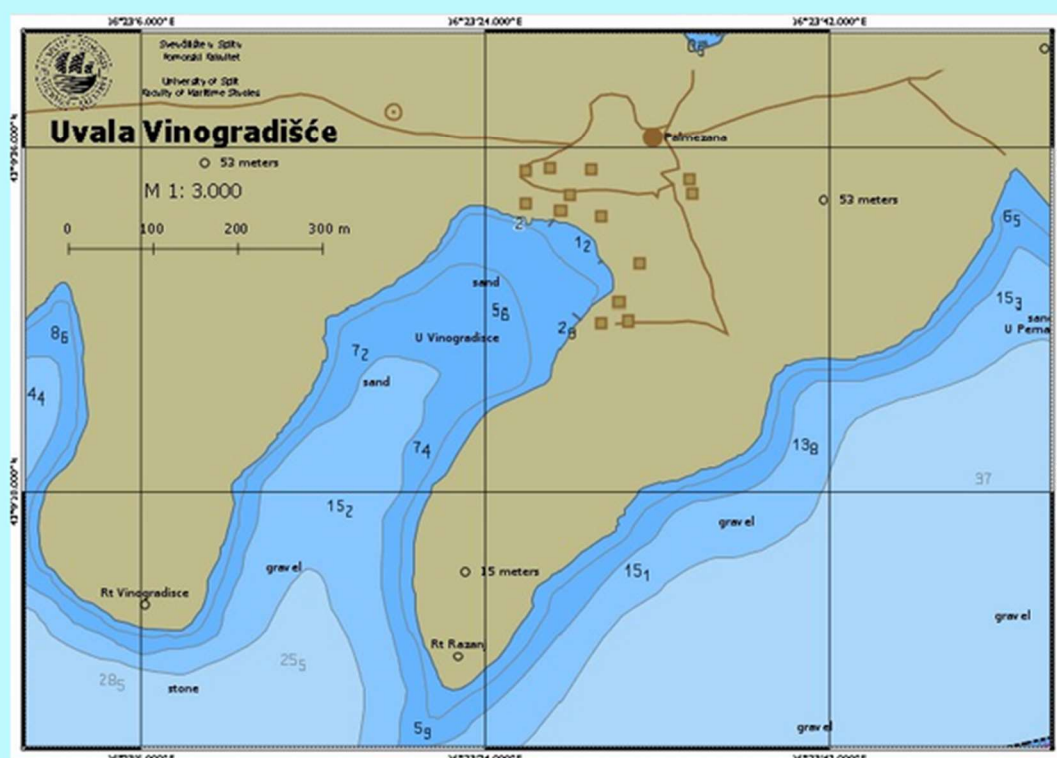 16°23'6.000"E
16°23'24.000"E
16°23'42.000"E
Sveučilište u Splitu
Pomorski fakultet
University of Split
Faculty of Maritime Studies
Uvala Vinogradišće
Palmezana
53 meters
M 1: 3.000
53 meters
0 100 200 300 m
2
1₂
6₅
sand
15₃
5₆
sand
U Perna
8₆
2₈
U Vinogradisce
7₂
sand
4₄
7₄
13₈
37
15₂
gravel
gravel
15 meters
15₁
Rt Vinogradisce
gravel
Rt Razanj
25₅
28₅
stone
5₉
gravel